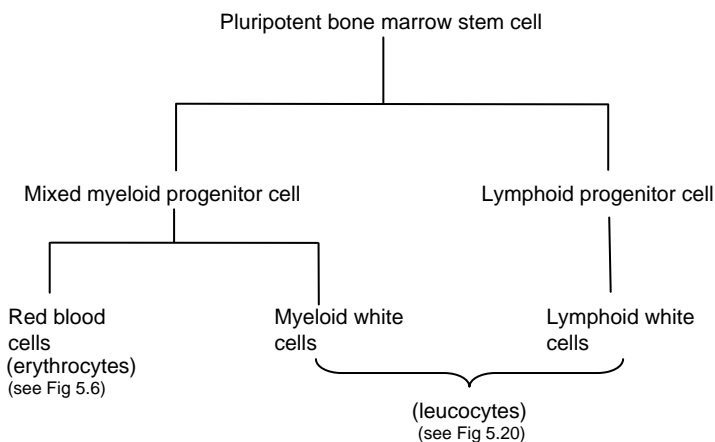 Pluripotent bone marrow stem cell
Mixed myeloid progenitor cell
Lymphoid progenitor cell
Red blood
cells
(erythrocytes)
(see Fig 5.6)
Myeloid white
cells
Lymphoid white
cells
(leucocytes)
(see Fig 5.20)